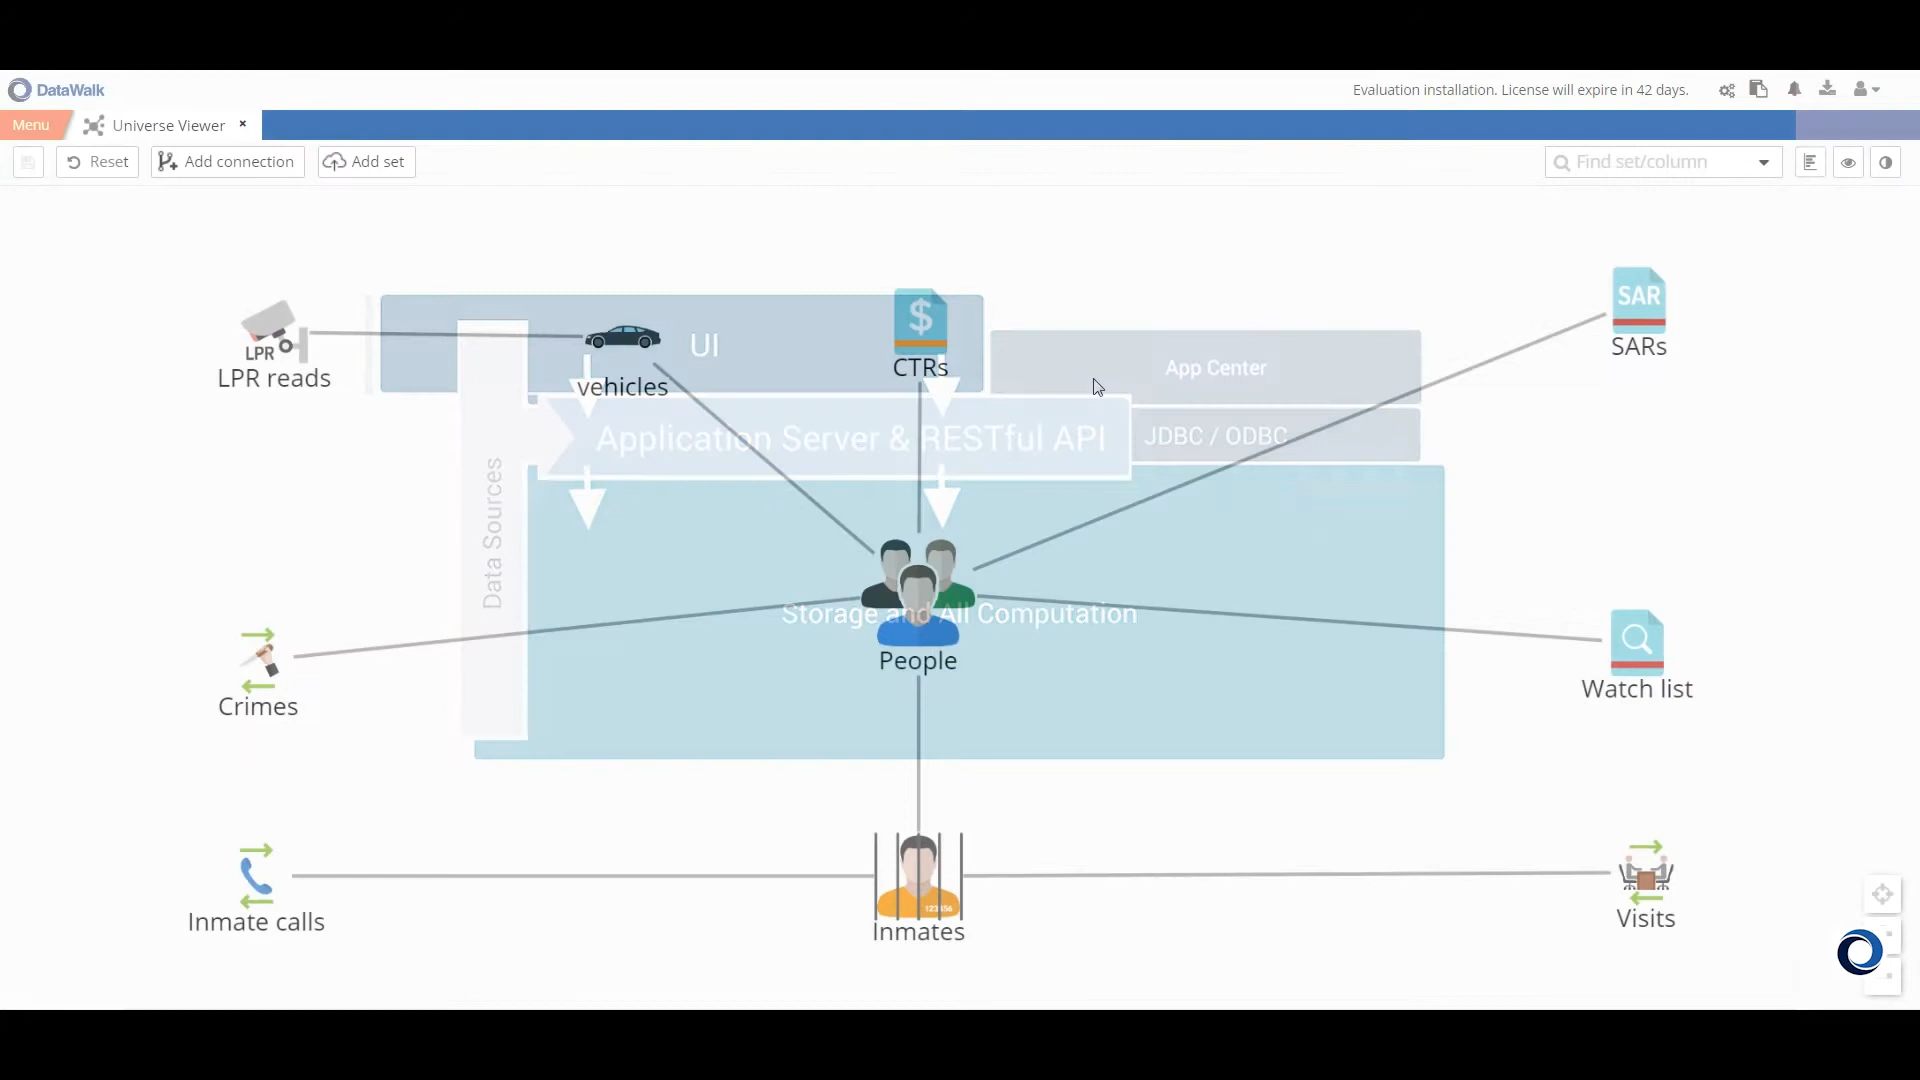 DataWalk
Evaluation installation. License will expire in 42 days.
Menu
Universe Viewer
Reset
Add connection
Add set
Find set/column
SAR
SARs
$
CTRs
LPR
LPR reads
vehicles
UI
App Center
Application Server & RESTful API
JDBC / ODBC
Data Sources
Storage and All Computation
People
Crimes
Watch list
123456
Inmates
Inmate calls
Visits